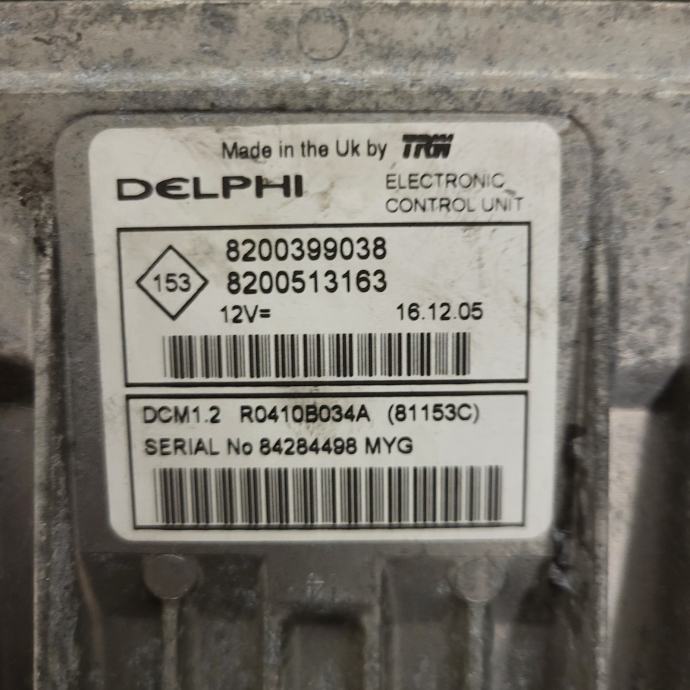 Made in the Uk by TRW
DELPHI
ELECTRONIC
CONTROL UNIT
153
8200399038
8200513163
12V=
16.12.05
DCM1.2 R0410B034A (81153C)
SERIAL No 84284498 MYG